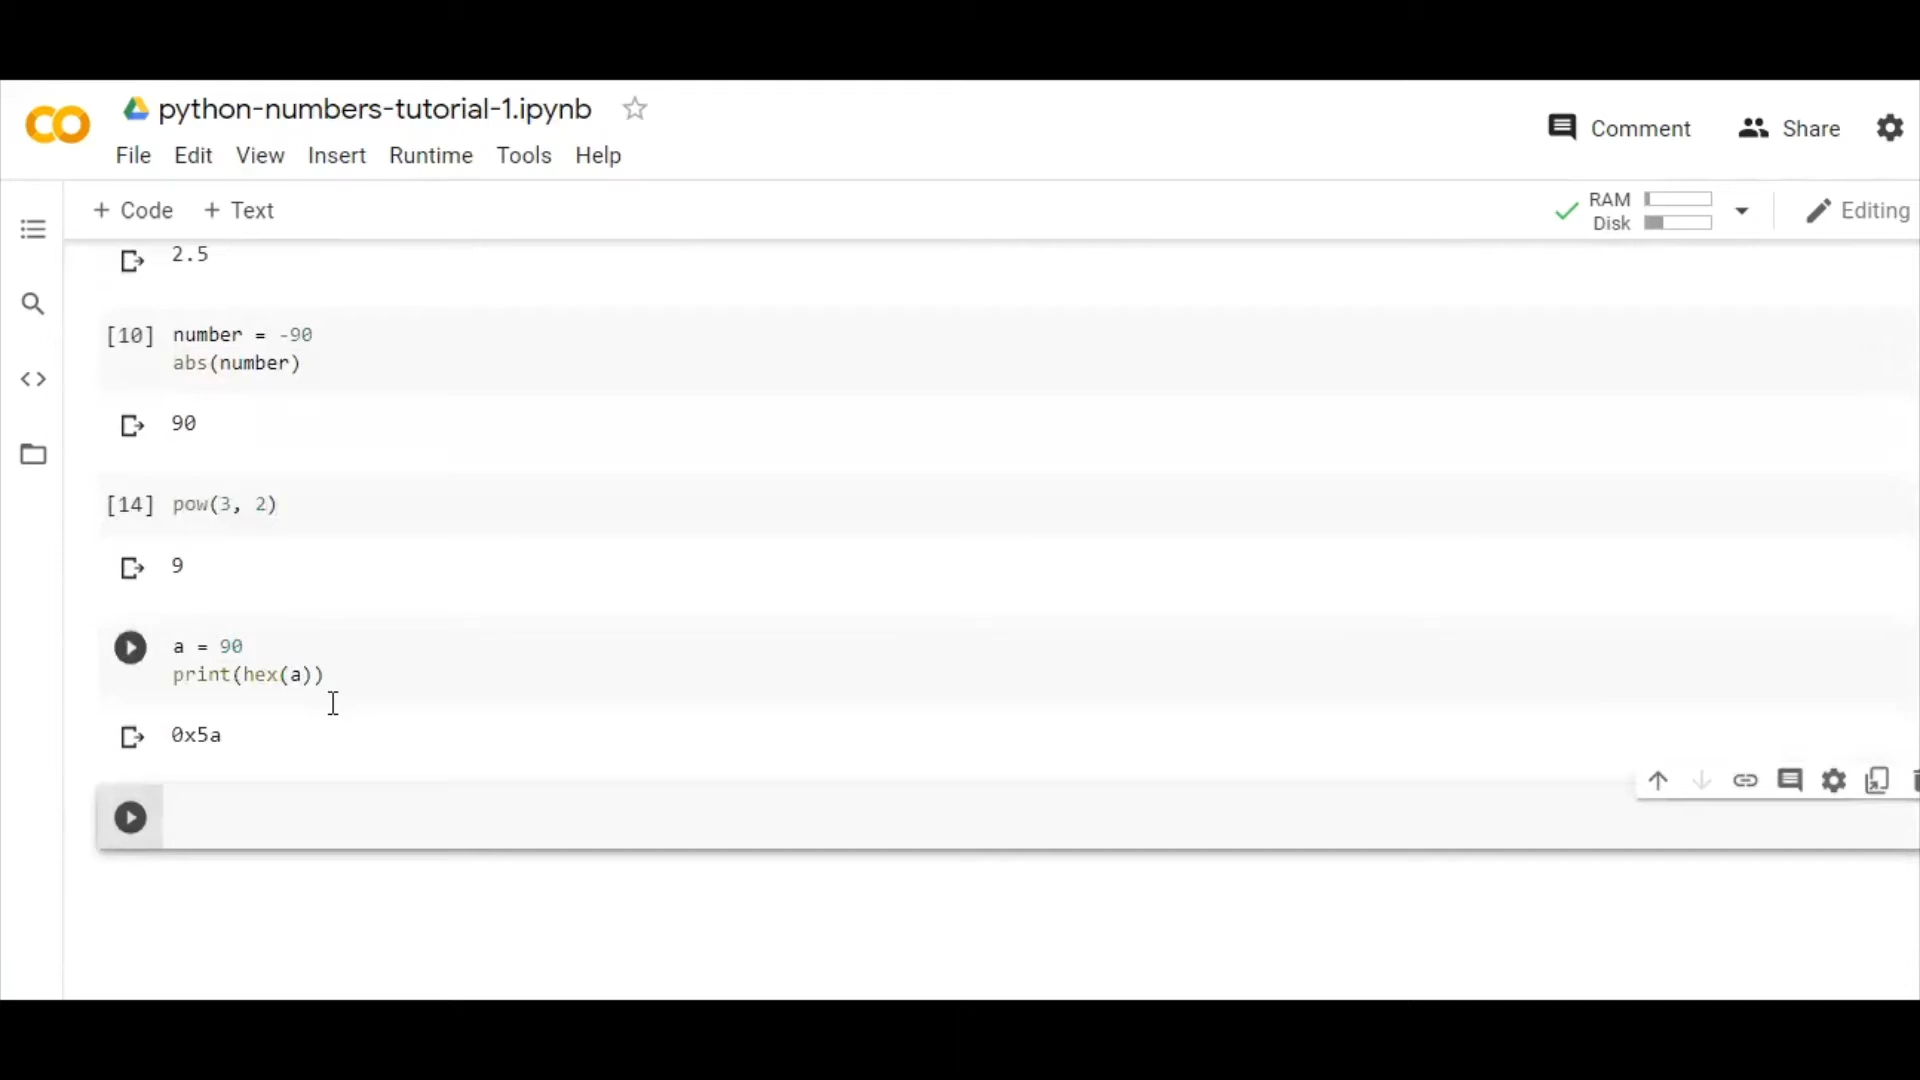 python-numbers-tutorial-1.ipynb
Comment
Share
File Edit View Insert Runtime Tools Help
+ Code + Text
RAM
Disk
Editing
2.5
[10] number = -90
abs(number)
90
[14] pow(3, 2)
9
a = 90
print(hex(a))
0x5a